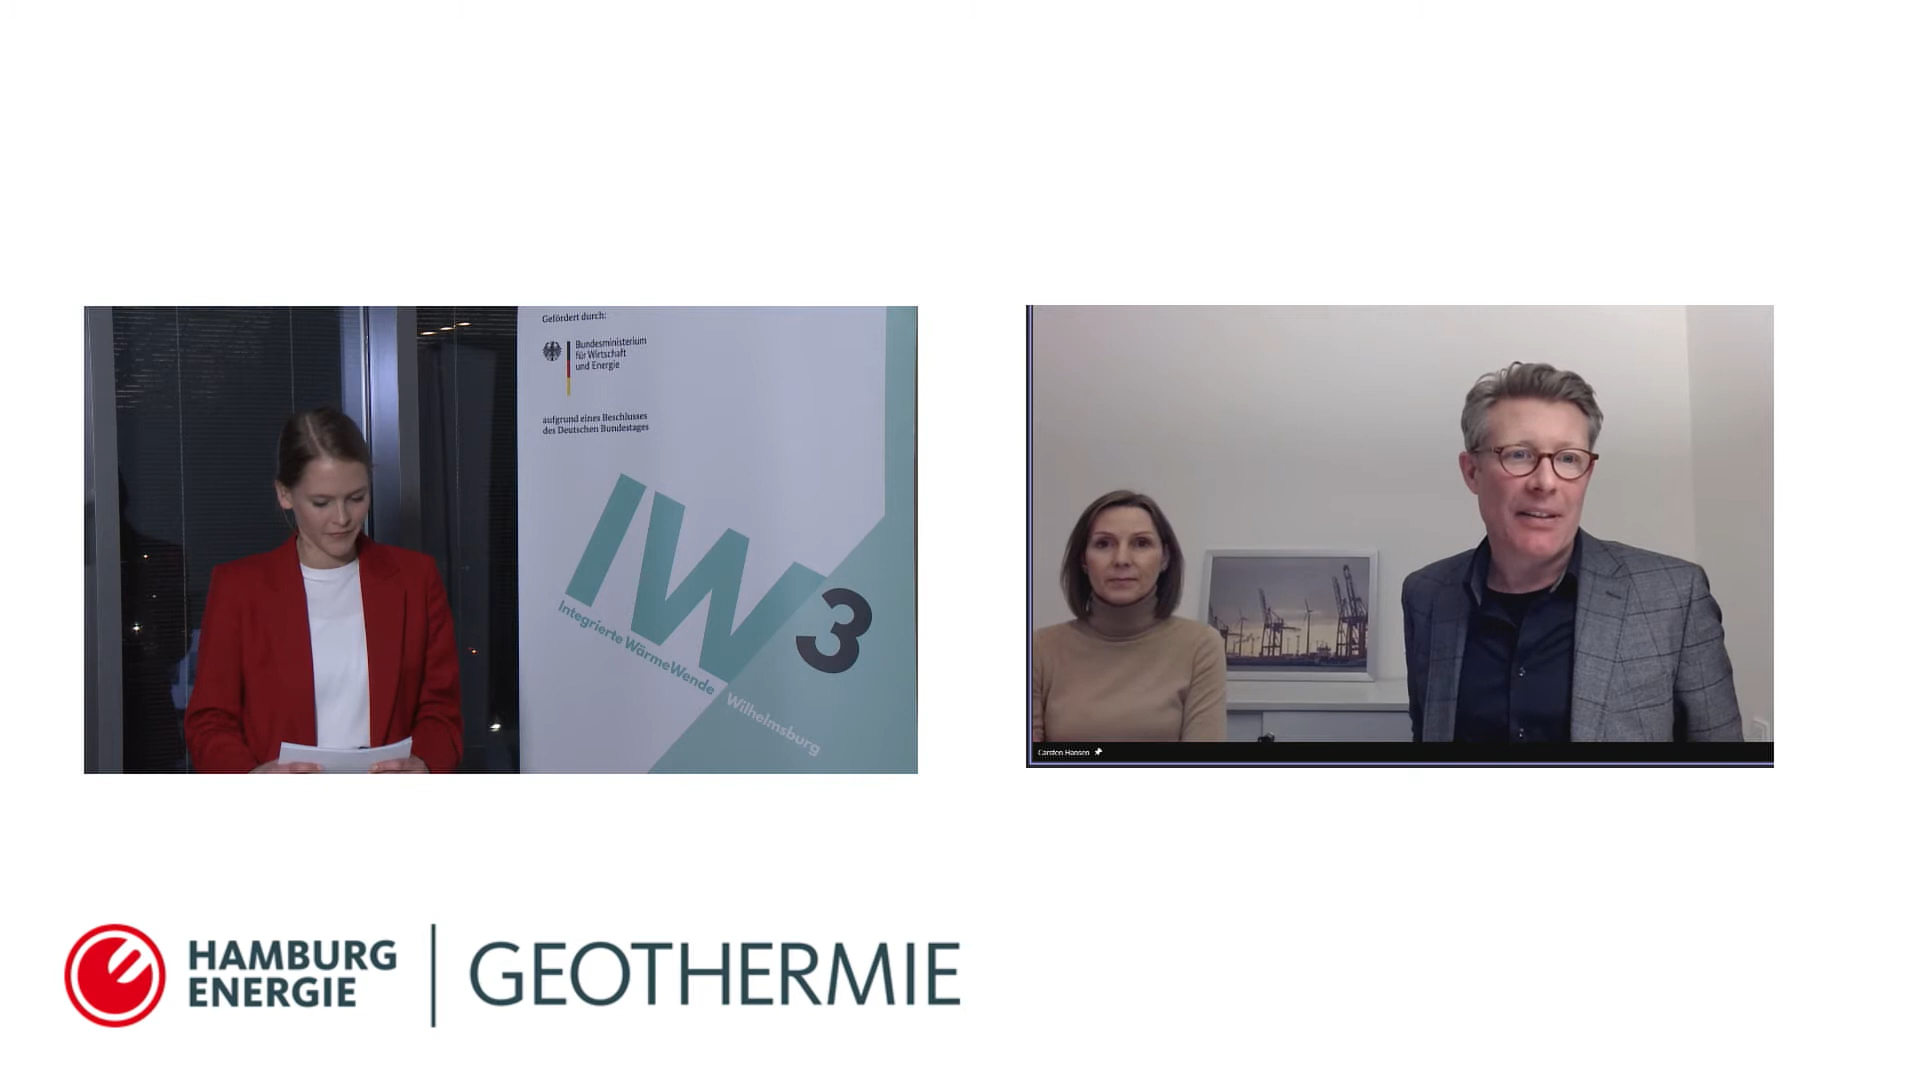 Gefördert durch:
Bundesministerium
für Wirtschaft
und Energie
aufgrund eines Beschlusses
des Deutschen Bundestages
IW3
Integrierte WärmeWende Wilhelmsburg
Carsten Hansen
HAMBURG
ENERGIE
GEOTHERMIE